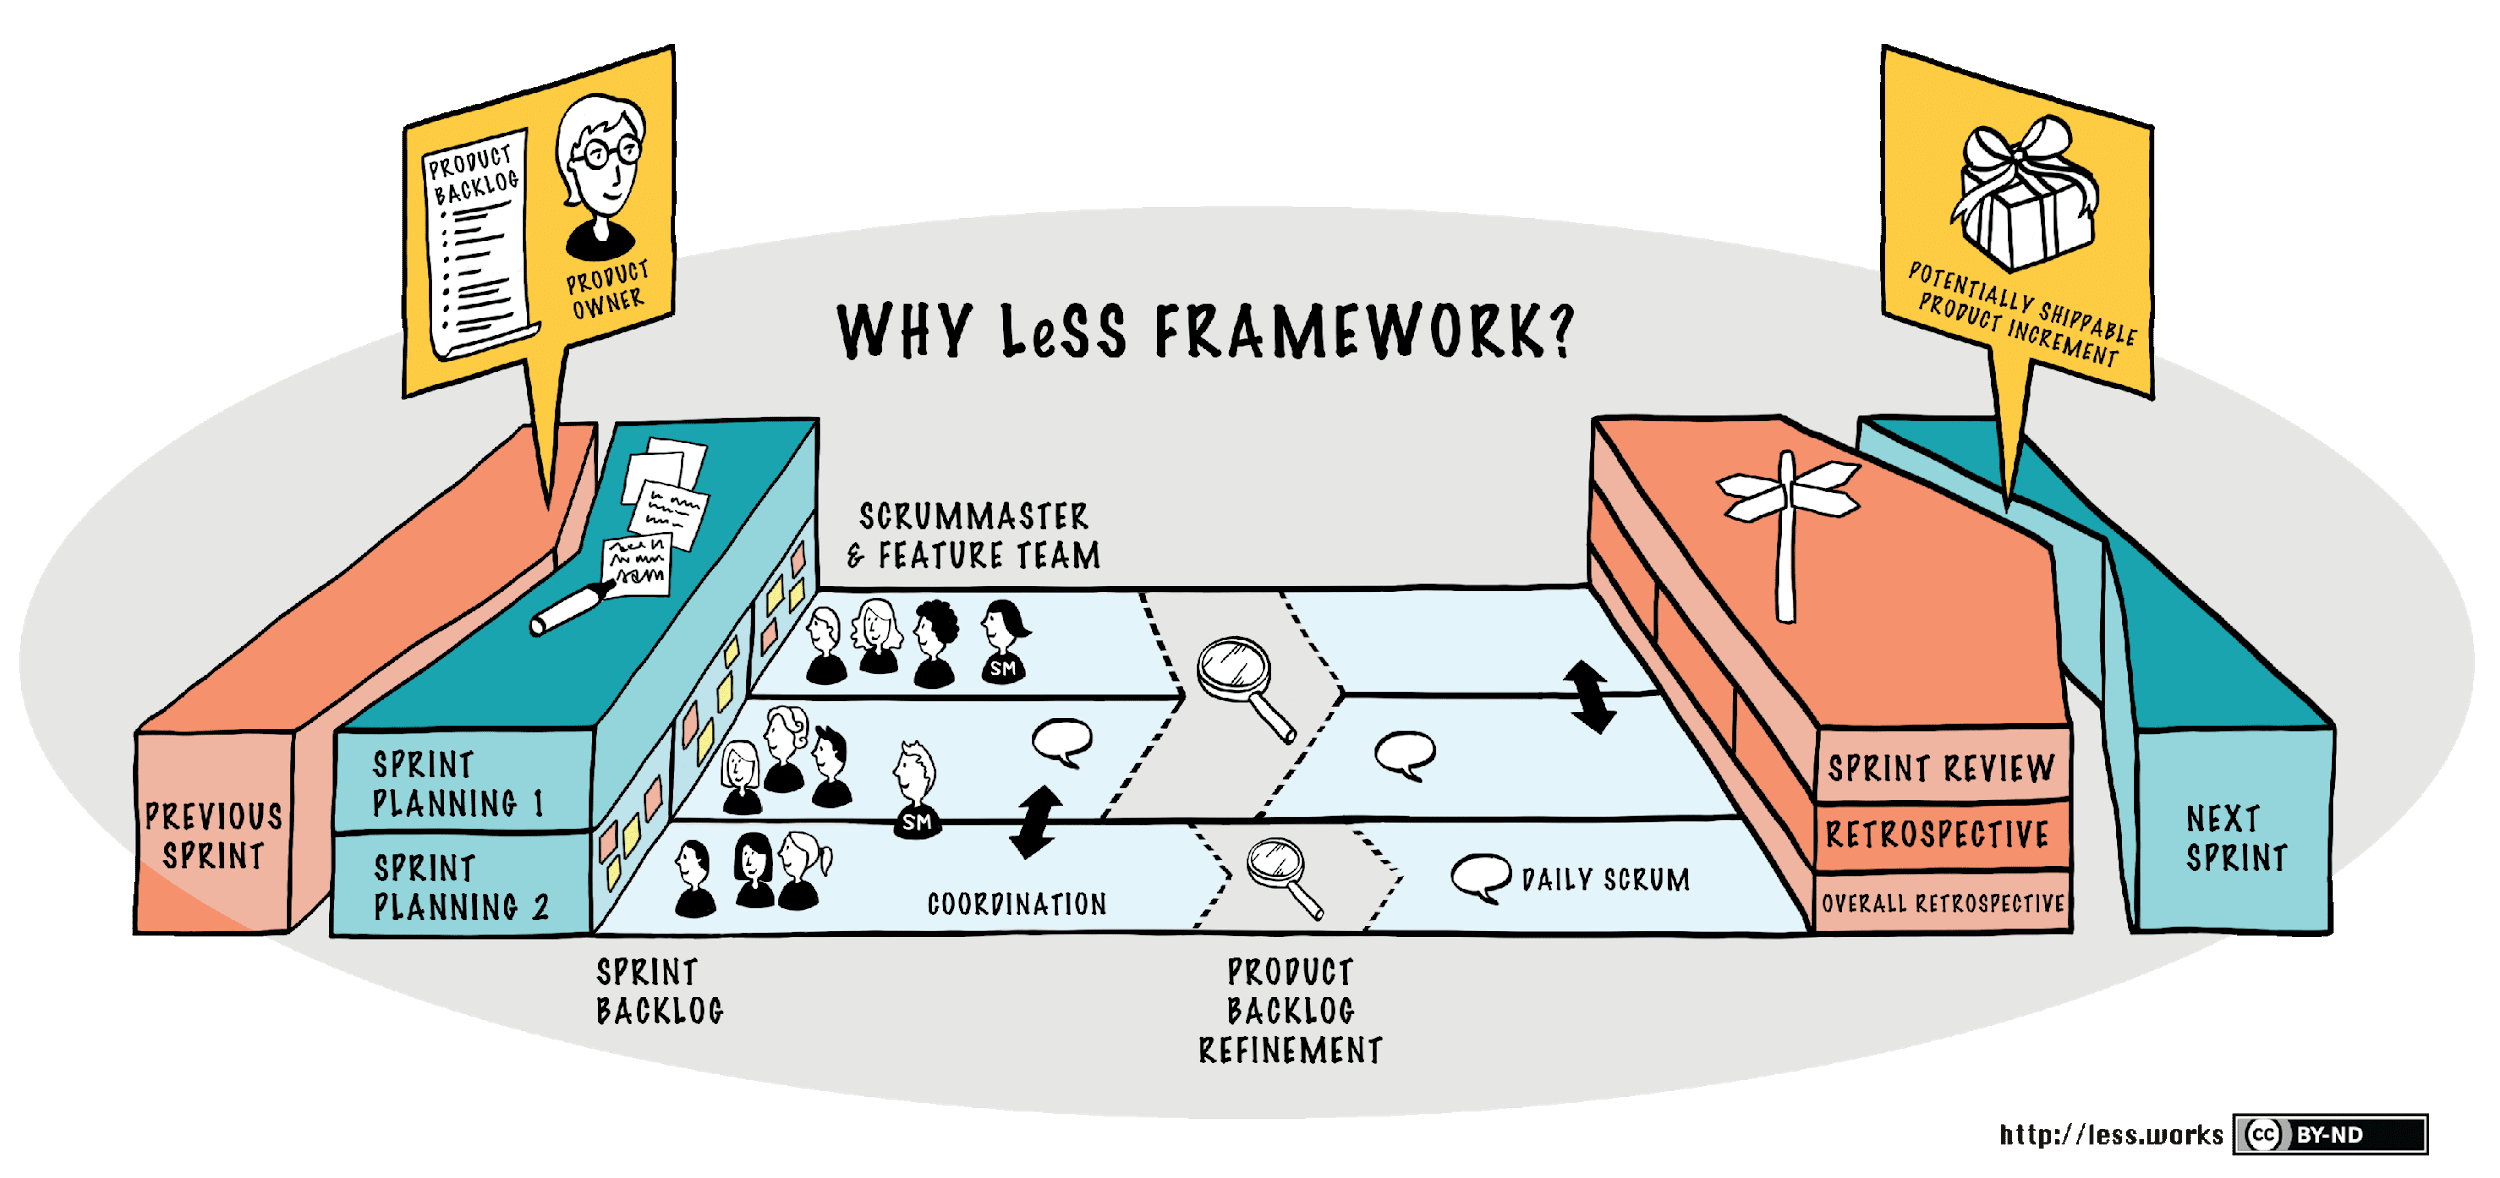 PRODUCT
BACKLOG
PRODUCT
OWNER
WHY LeSS FRAMEWORK?
POTENTIALLY SHIPPABLE
PRODUCT INCREMENT
SCRUMMASTER
& FEATURE TEAM
SM
SM
PREVIOUS
SPRINT
SPRINT
PLANNING 1
SPRINT
PLANNING 2
COORDINATION
DAILY SCRUM
SPRINT REVIEW
RETROSPECTIVE
OVERALL RETROSPECTIVE
NEXT
SPRINT
SPRINT
BACKLOG
PRODUCT
BACKLOG
REFINEMENT
http://less.works
cc BY-ND